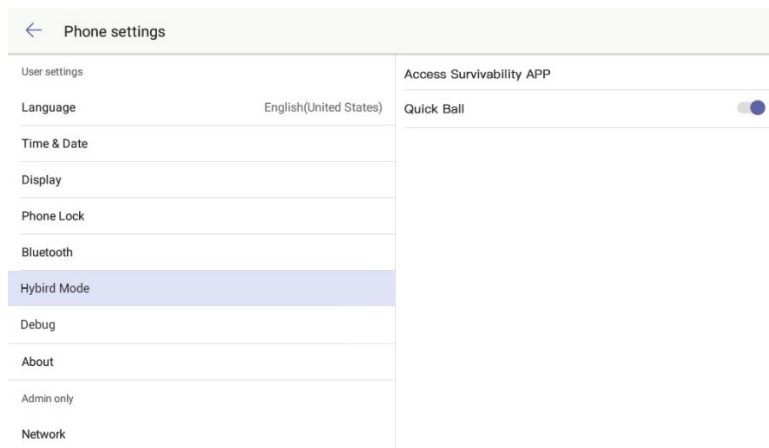 Phone settings
User settings
Language English(United States)
Time & Date
Display
Phone Lock
Bluetooth
Hybird Mode
Debug
About
Admin only
Network
Access Survivability APP
Quick Ball